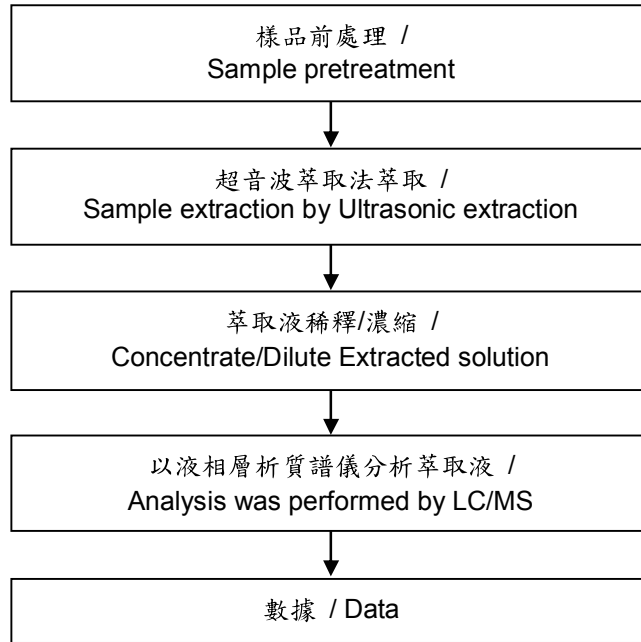 樣品前處理 /
Sample pretreatment
超音波萃取法萃取 /
Sample extraction by Ultrasonic extraction
萃取液稀釋/濃縮 /
Concentrate/Dilute Extracted solution
以液相層析質譜儀分析萃取液 /
Analysis was performed by LC/MS
數據 / Data